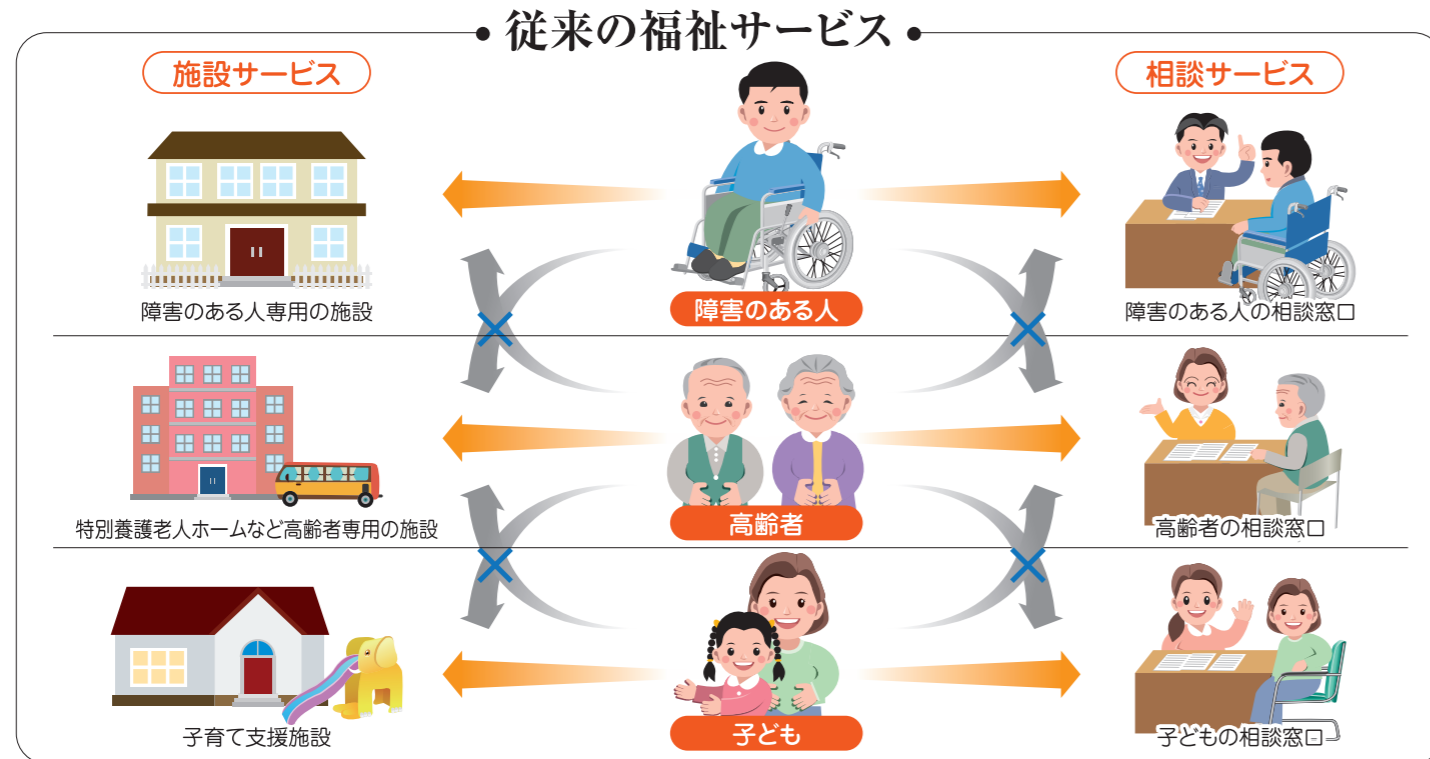 • 従来の福祉サービス •
施設サービス
相談サービス
障害のある人専用の施設
障害のある人
障害のある人の相談窓口
特別養護老人ホームなど高齢者専用の施設
高齢者
高齢者の相談窓口
子育て支援施設
子ども
子どもの相談窓口